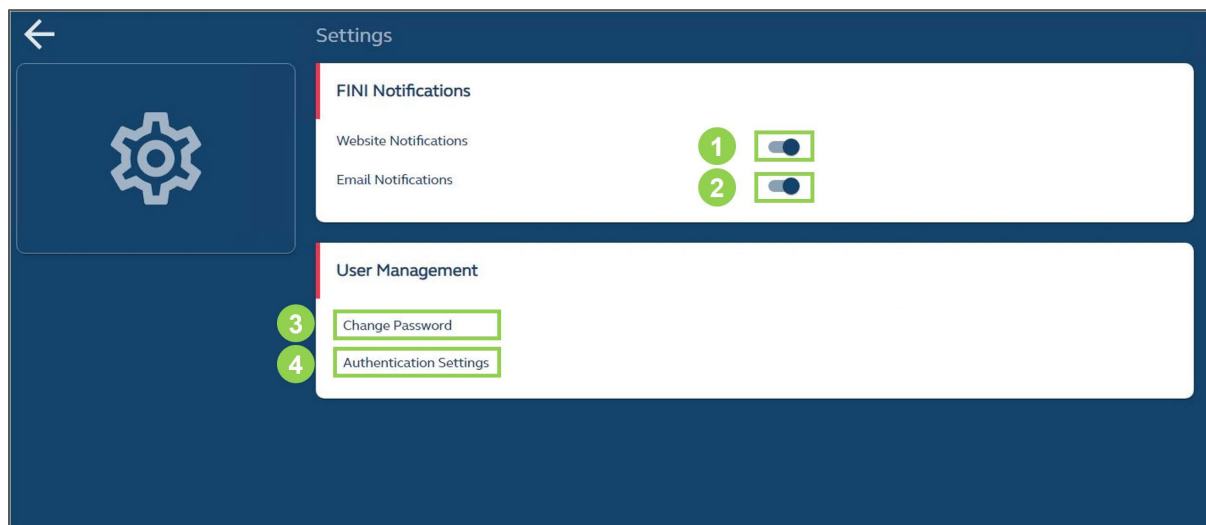 Settings
FINI Notifications
Website Notifications
1
Email Notifications
2
User Management
3
Change Password
4
Authentication Settings